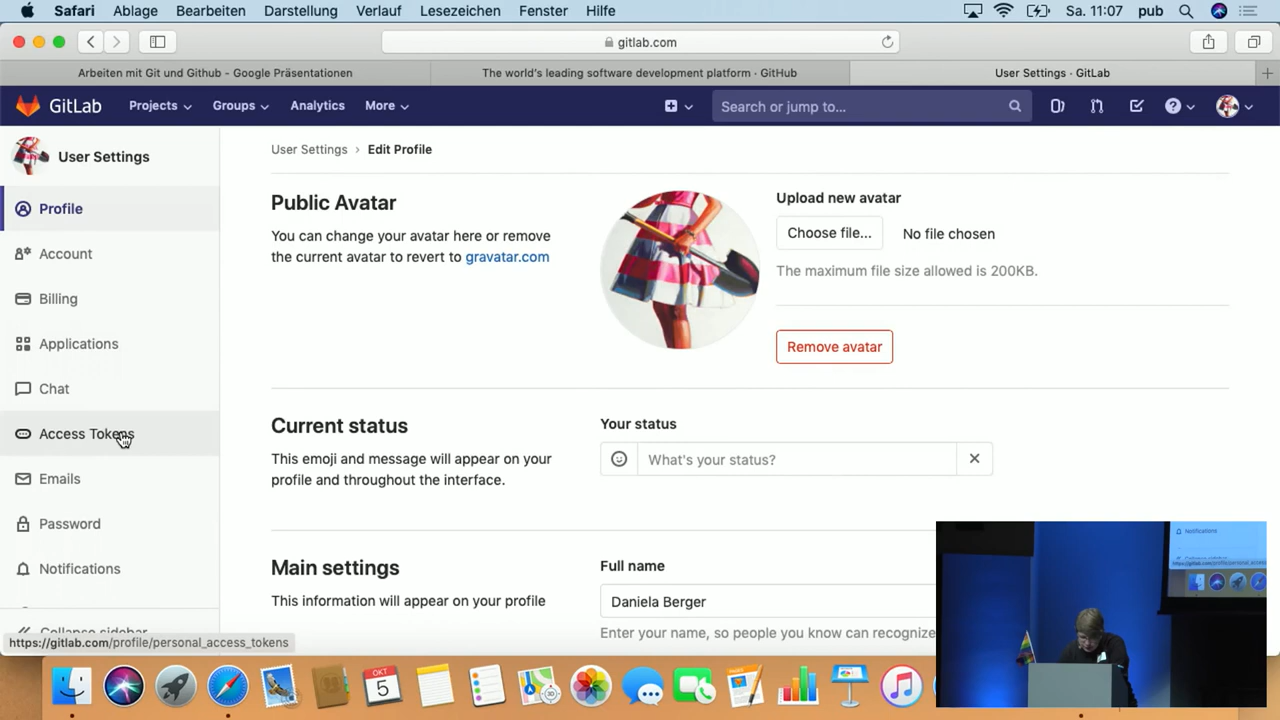 Safari Ablage Bearbeiten Darstellung Verlauf Lesezeichen Fenster Hilfe Sa. 11:07 pub
gitlab.com
Arbeiten mit Git und Github - Google Präsentationen
The world's leading software development platform · GitHub
User Settings · GitLab
GitLab Projects Groups Analytics More Search or jump to...
User Settings
Profile
Account
Billing
Applications
Chat
Access Tokens
Emails
Password
Notifications
Collapse sidebar
https://gitlab.com/profile/personal_access_tokens
User Settings › Edit Profile
Public Avatar
You can change your avatar here or remove
the current avatar to revert to gravatar.com
Upload new avatar
Choose file... No file chosen
The maximum file size allowed is 200KB.
Remove avatar
Current status
This emoji and message will appear on your
profile and throughout the interface.
Your status
What's your status?
Main settings
This information will appear on your profile
Full name
Daniela Berger
Enter your name, so people you know can recognize
OKT
5
Notifications